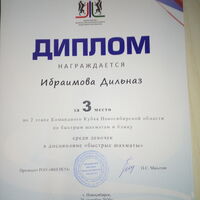 ДИПЛОМ
НАГРАЖДАЕТСЯ
Ибраимова Дильназ
за 3 место
во 2 этапе Командного Кубка Новосибирской области
по быстрым шахматам и блицу
среди девочек
в дисциплине «быстрые шахматы»
Президент
г. Новосибирск,